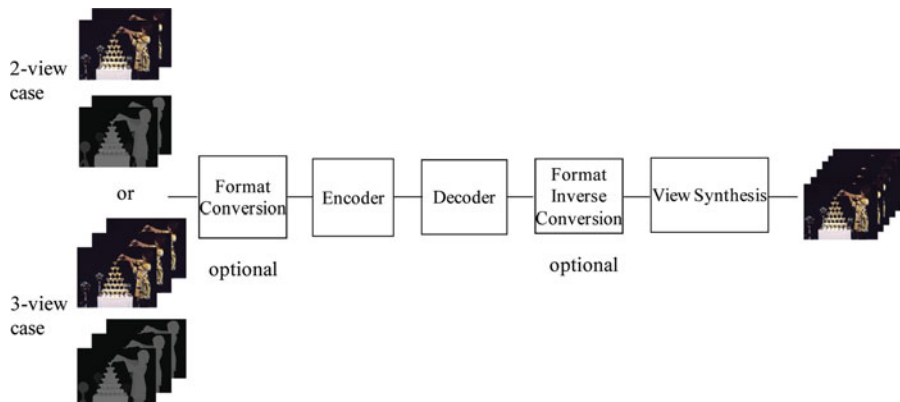 2-view
case
or
3-view
case
Format
Conversion
optional
Encoder
Decoder
Format
Inverse
Conversion
optional
View Synthesis